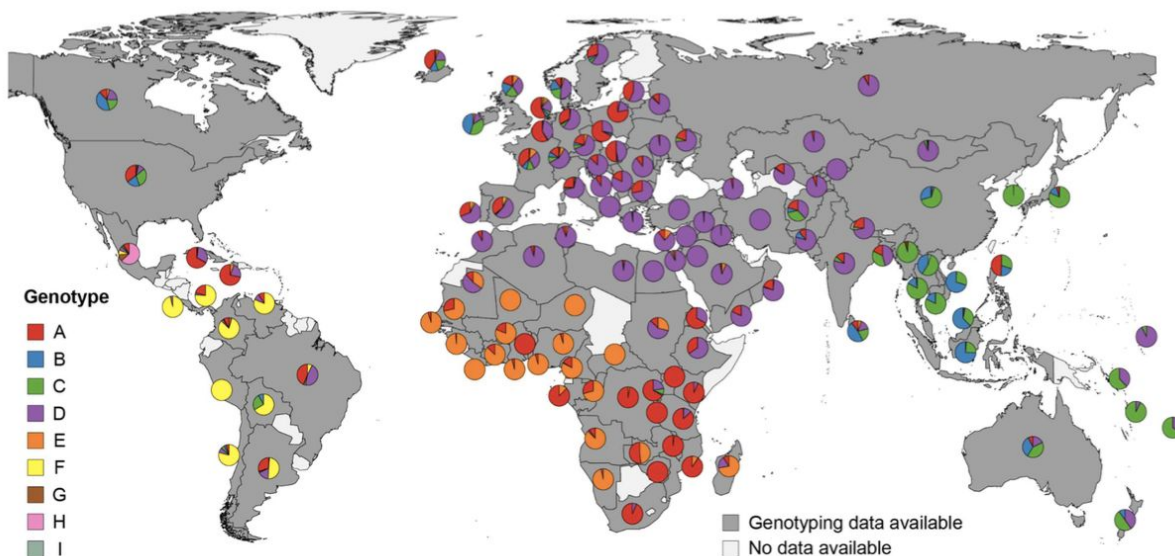 Genotype
A
B
C
D
E
F
G
H
I
Genotyping data available
No data available